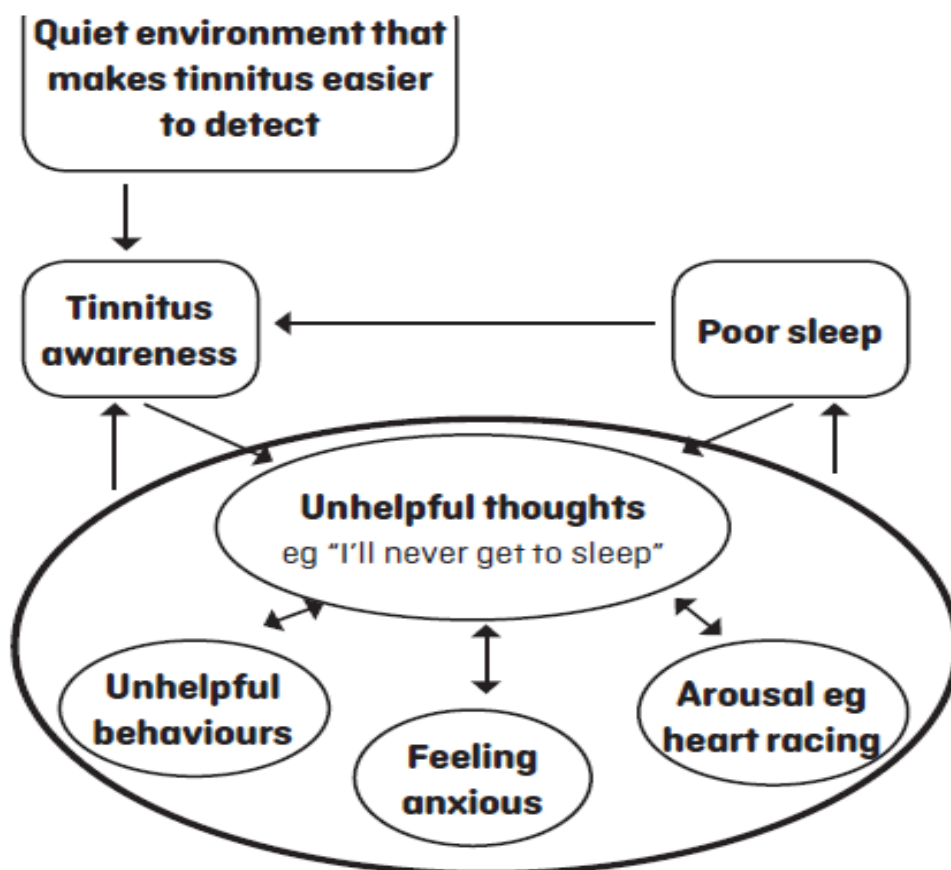 Quiet environment that
makes tinnitus easier
to detect
Tinnitus
awareness
Poor sleep
Unhelpful thoughts
eg “I’ll never get to sleep”
Unhelpful
behaviours
Feeling
anxious
Arousal eg
heart racing